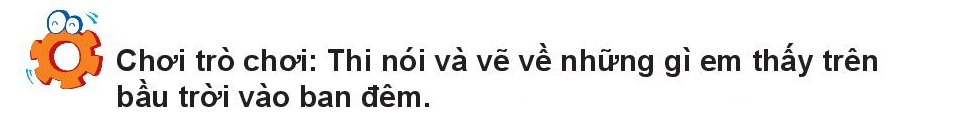 Chơi trò chơi: Thi nói và vẽ về những gì em thấy trên
bầu trời vào ban đêm.